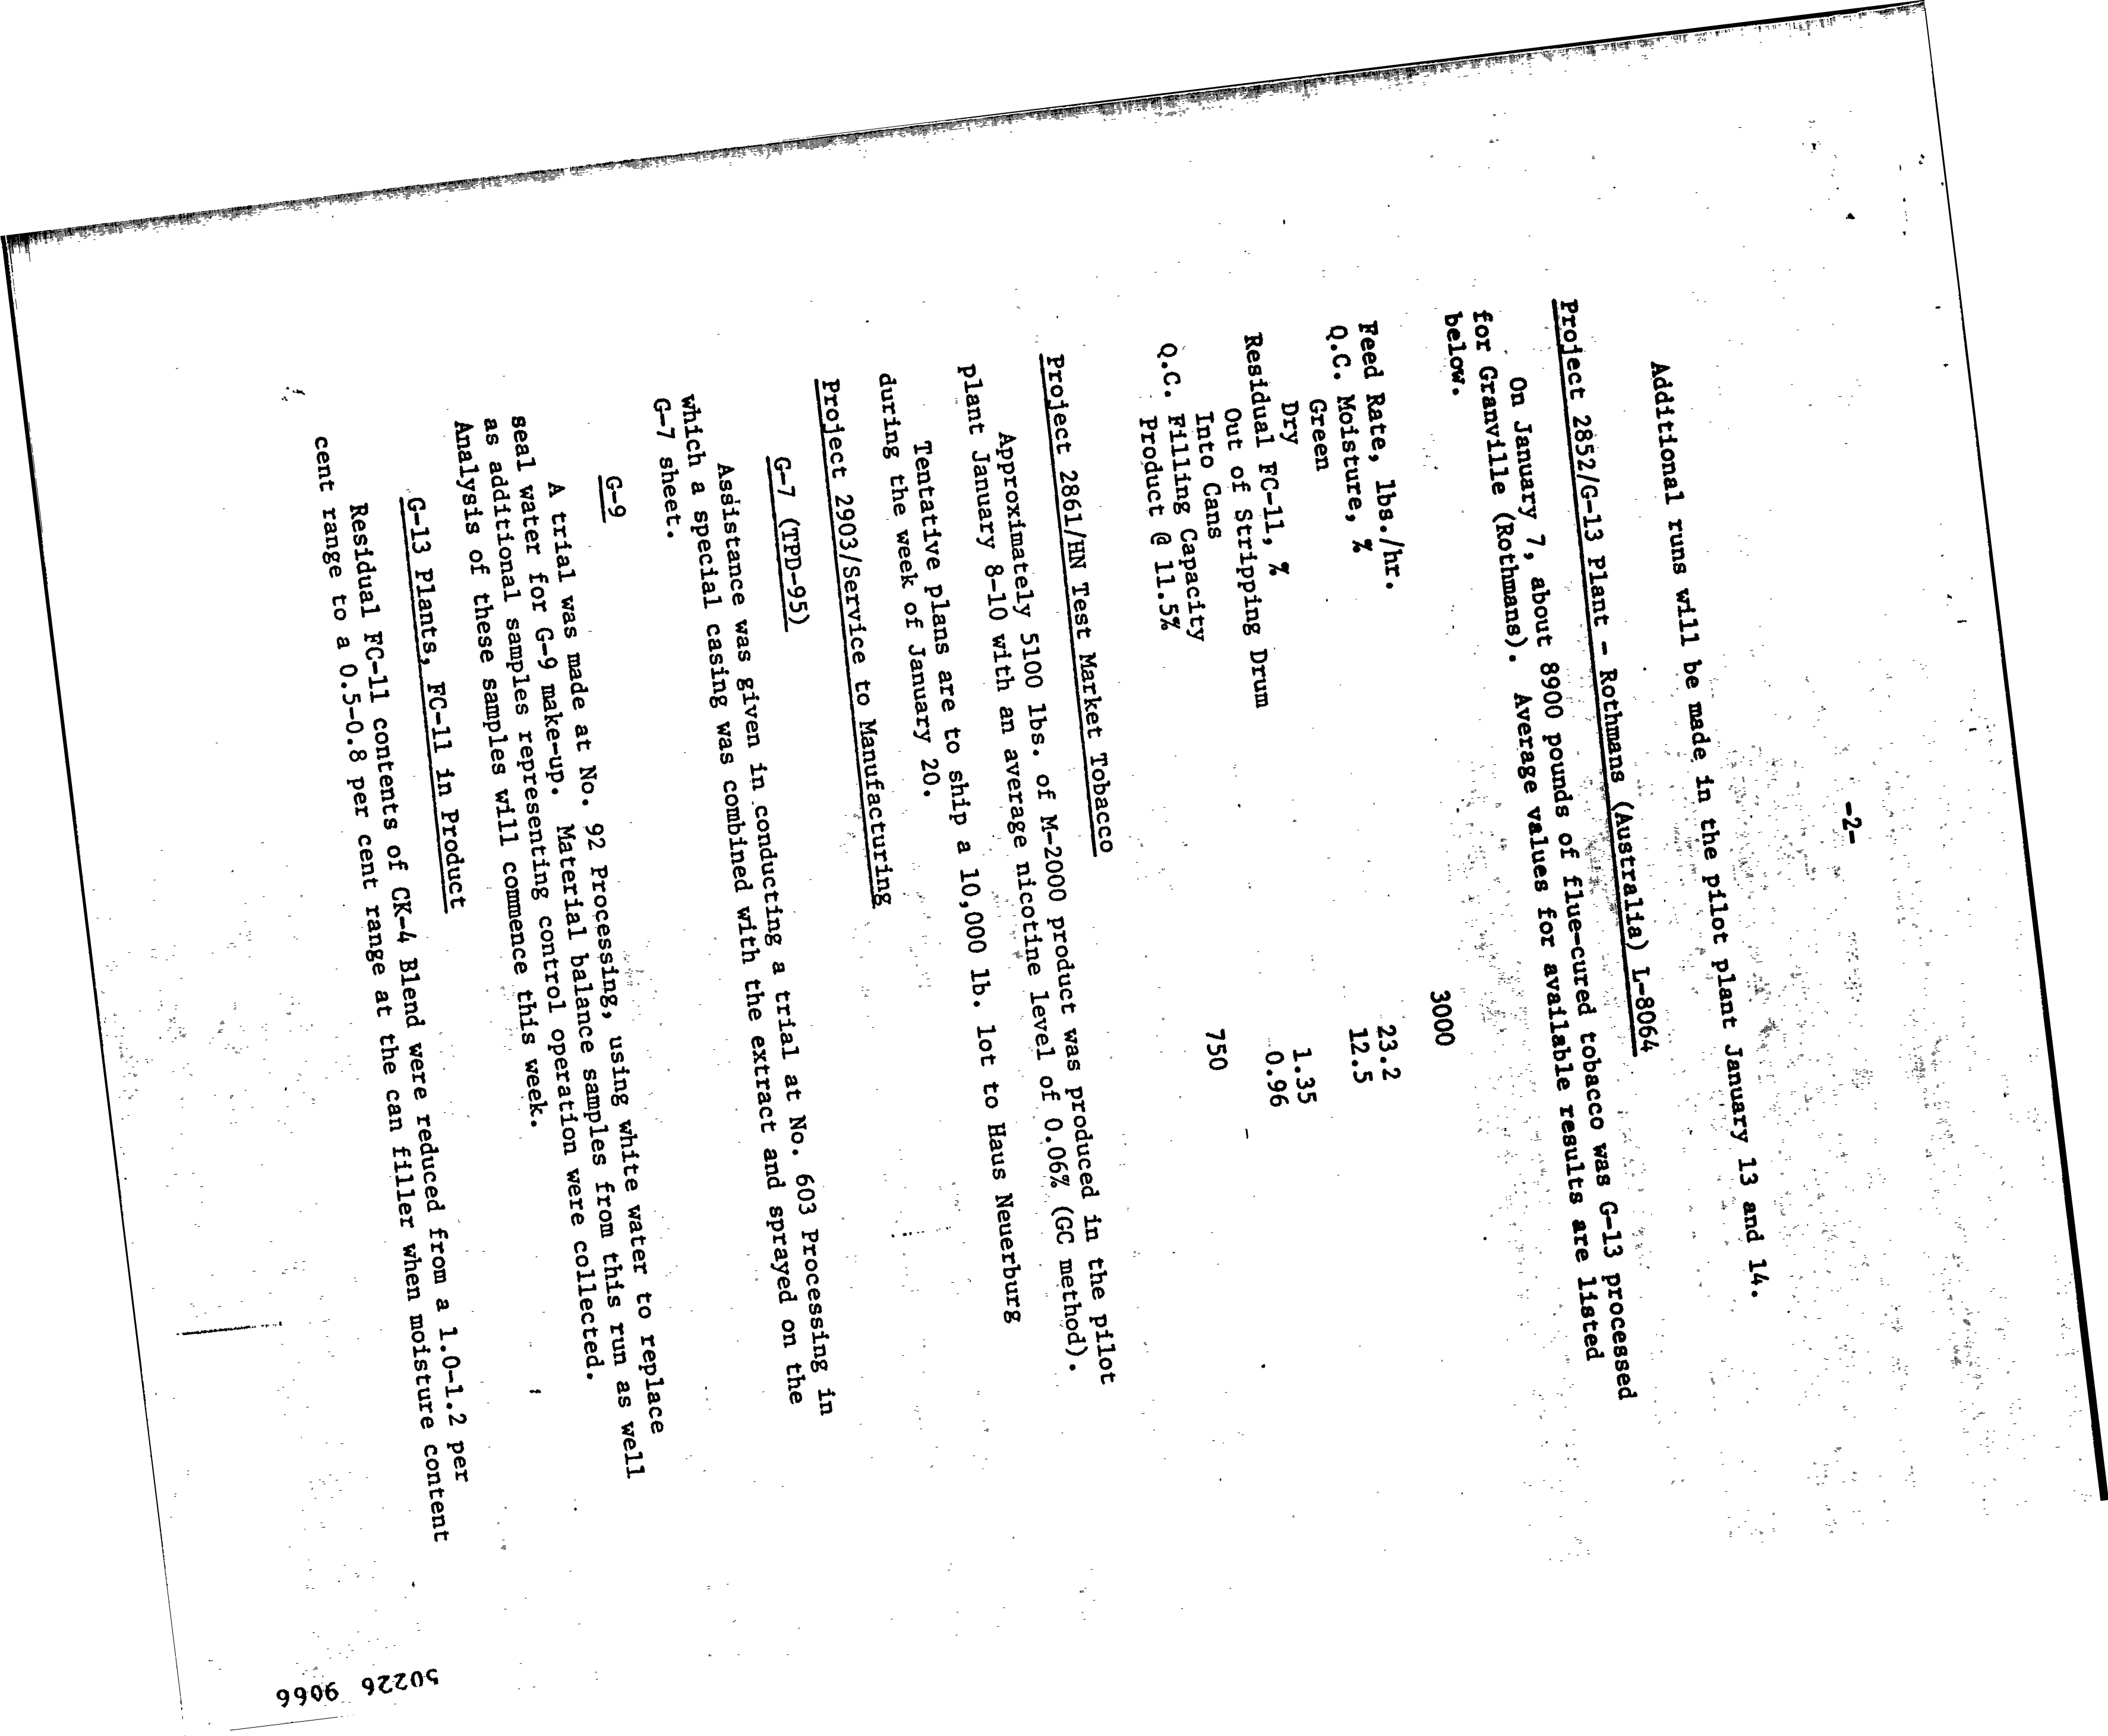 -2-
Additional runs will be made in the pilot plant January 13 and 14.
Project 2852/G-13 Plant - Rothmans (Australia) L-8064
On January 7, about 8900 pounds of flue-cured tobacco was G-13 processed
for Granville (Rothmans). Average values for available results are listed
below.
Feed Rate, lbs./hr. 3000
Q.C. Moisture, %
Green 23.2
Dry 12.5
Residual FC-11, %
Out of Stripping Drum 1.35
Into Cans 0.96
Q.C. Filling Capacity
Product @ 11.5% 750
Project 2861/HN Test Market Tobacco
Approximately 5100 lbs. of M-2000 product was produced in the pilot
plant January 8-10 with an average nicotine level of 0.06% (GC method).
Tentative plans are to ship a 10,000 lb. lot to Haus Neuerburg
during the week of January 20.
Project 2903/Service to Manufacturing
G-7 (TPD-95)
Assistance was given in conducting a trial at No. 603 Processing in
which a special casing was combined with the extract and sprayed on the
G-7 sheet.
G-9
A trial was made at No. 92 Processing, using white water to replace
seal water for G-9 make-up. Material balance samples from this run as well
as additional samples representing control operation were collected.
Analysis of these samples will commence this week.
G-13 Plants, FC-11 in Product
Residual FC-11 contents of CK-4 Blend were reduced from a 1.0-1.2 per
cent range to a 0.5-0.8 per cent range at the can filler when moisture content
50226 9066